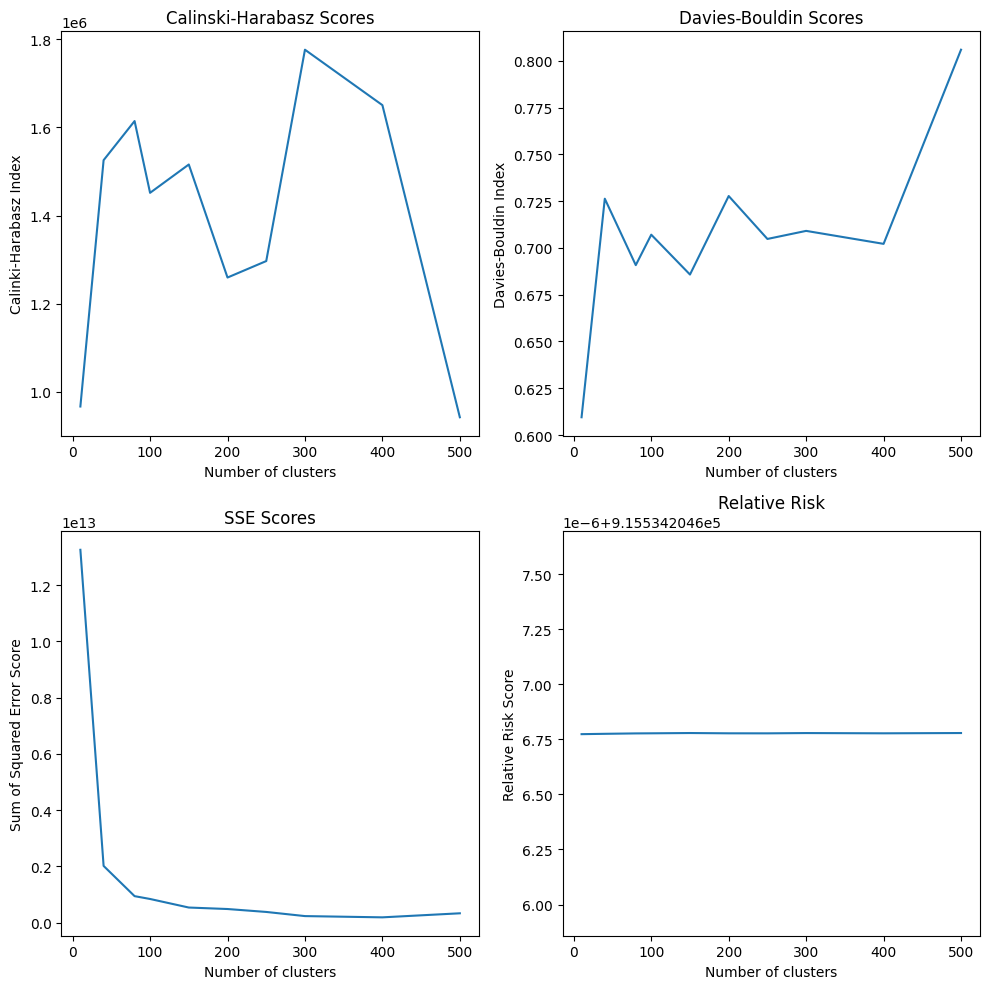 Calinski-Harabasz Scores
1e6
1.8
1.6
1.4
1.2
1.0
Calinki-Harabasz Index
0 100 200 300 400 500
Number of clusters
Davies-Bouldin Scores
0.800
0.775
0.750
0.725
0.700
0.675
0.650
0.625
0.600
Davies-Bouldin Index
0 100 200 300 400 500
Number of clusters
SSE Scores
1e13
1.2
1.0
0.8
0.6
0.4
0.2
0.0
Sum of Squared Error Score
0 100 200 300 400 500
Number of clusters
Relative Risk
1e−6+9.155342046e5
7.50
7.25
7.00
6.75
6.50
6.25
6.00
Relative Risk Score
0 100 200 300 400 500
Number of clusters